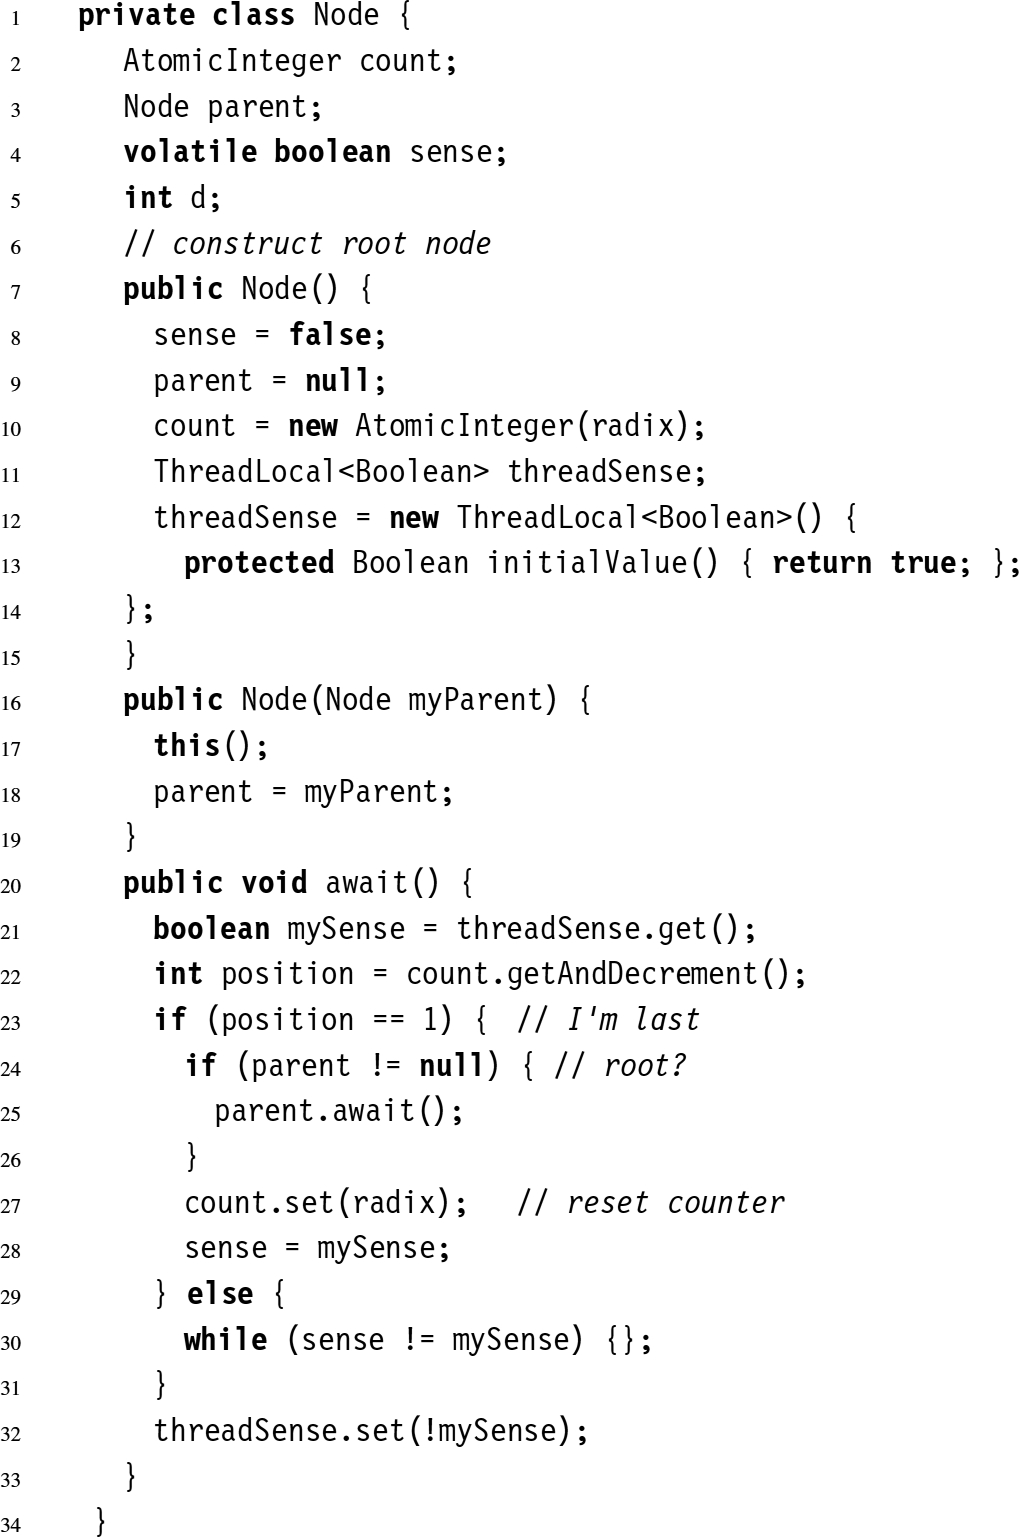 1 private class Node {
2 AtomicInteger count;
3 Node parent;
4 volatile boolean sense;
5 int d;
6 // construct root node
7 public Node() {
8 sense = false;
9 parent = null;
10 count = new AtomicInteger(radix);
11 ThreadLocal<Boolean> threadSense;
12 threadSense = new ThreadLocal<Boolean>() {
13 protected Boolean initialValue() { return true; };
14 };
15 }
16 public Node(Node myParent) {
17 this();
18 parent = myParent;
19 }
20 public void await() {
21 boolean mySense = threadSense.get();
22 int position = count.getAndDecrement();
23 if (position == 1) { // I'm last
24 if (parent != null) { // root?
25 parent.await();
26 }
27 count.set(radix); // reset counter
28 sense = mySense;
29 } else {
30 while (sense != mySense) {};
31 }
32 threadSense.set(!mySense);
33 }
34 }